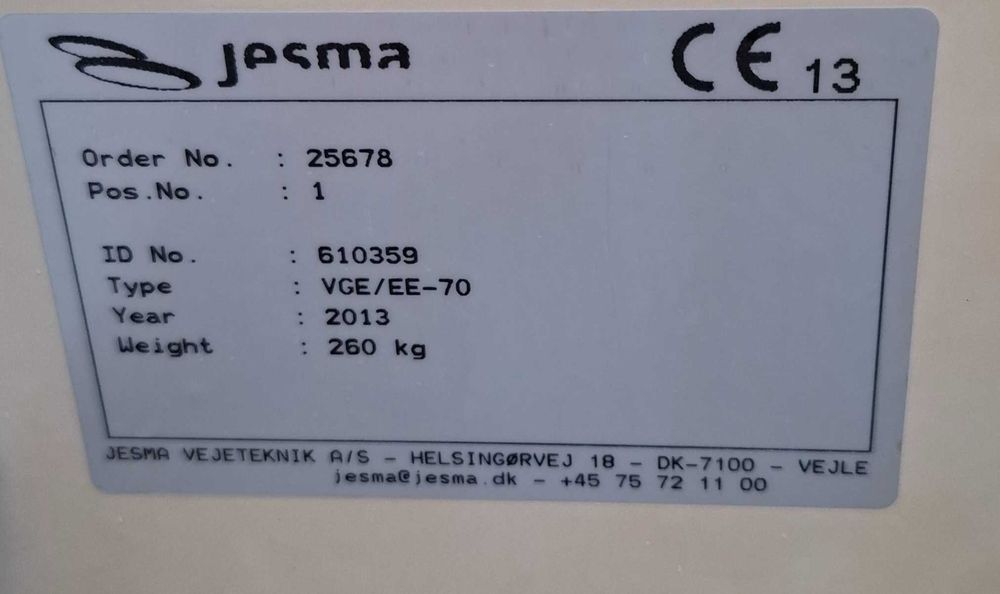 jesma CE 13
Order No. : 25678
Pos.No. : 1
ID No. : 610359
Type : VGE/EE-70
Year : 2013
Weight : 260 kg
JESMA VEJETEKNIK A/S - HELSINGØRVEJ 18 - DK-7100 - VEJLE
jesma@jesma.dk - +45 75 72 11 00